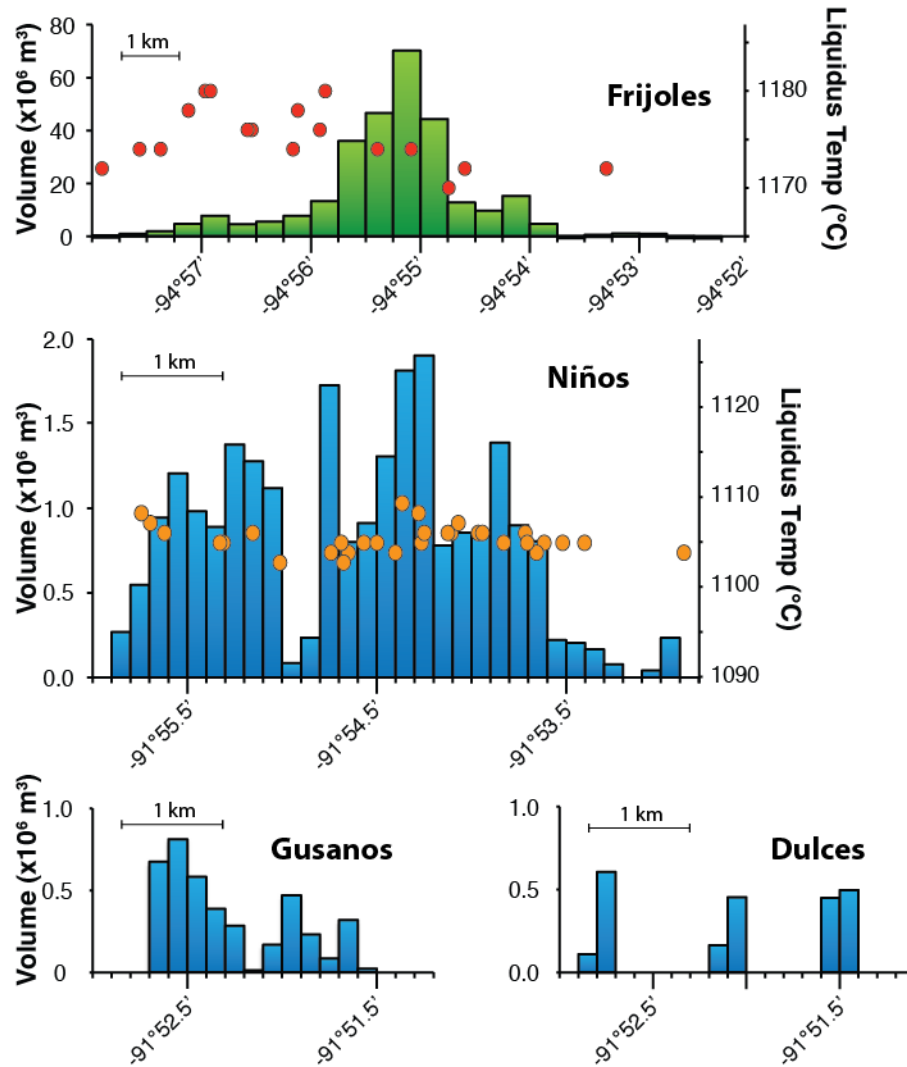 80
60
40
20
0
Volume (x10⁶ m³)
1 km
Frijoles
1180
1170
Liquidus Temp (°C)
-94°57'
-94°56'
-94°55'
-94°54'
-94°53'
-94°52'
2.0
1.5
1.0
0.5
0.0
Volume (x10⁶ m³)
1 km
Niños
1120
1110
1100
1090
Liquidus Temp (°C)
-91°55.5'
-91°54.5'
-91°53.5'
1.0
0.5
0
Volume (x10⁶ m³)
1 km
Gusanos
-91°52.5'
-91°51.5'
1.0
0.5
0.0
1 km
Dulces
-91°52.5'
-91°51.5'